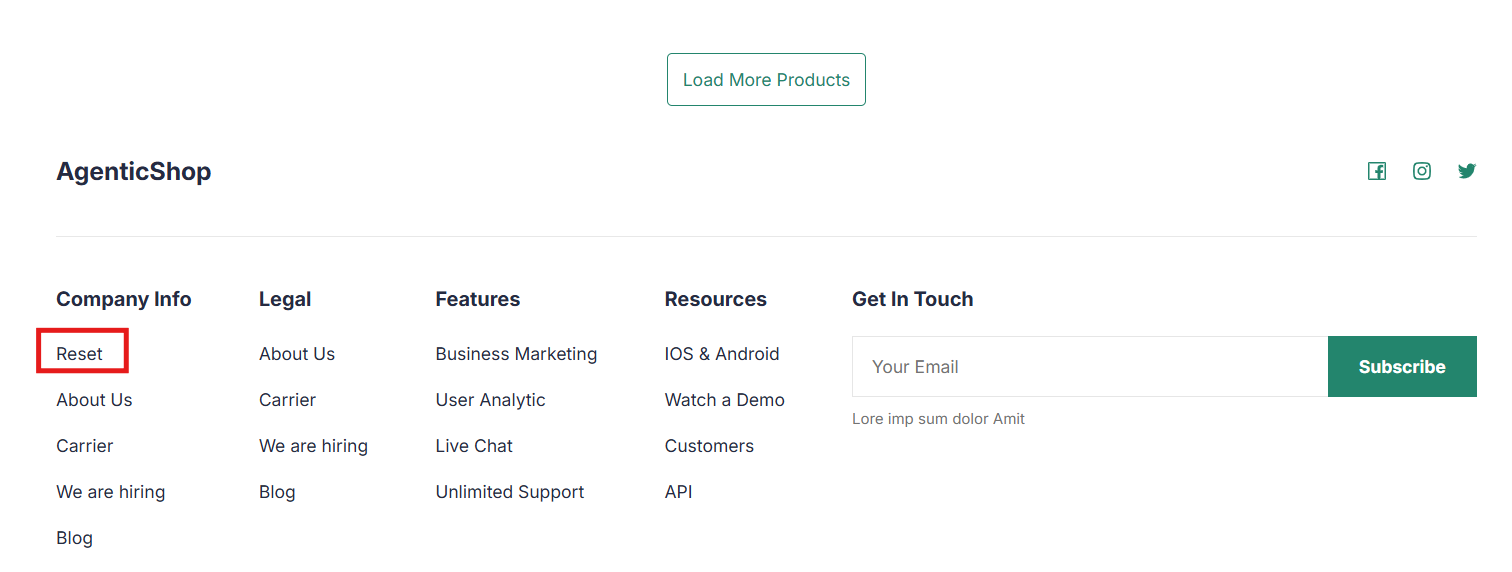 Load More Products
AgenticShop
Company Info
Reset
About Us
Carrier
We are hiring
Blog
Legal
About Us
Carrier
We are hiring
Blog
Features
Business Marketing
User Analytic
Live Chat
Unlimited Support
Resources
IOS & Android
Watch a Demo
Customers
API
Get In Touch
Your Email
Subscribe
Lore imp sum dolor Amit